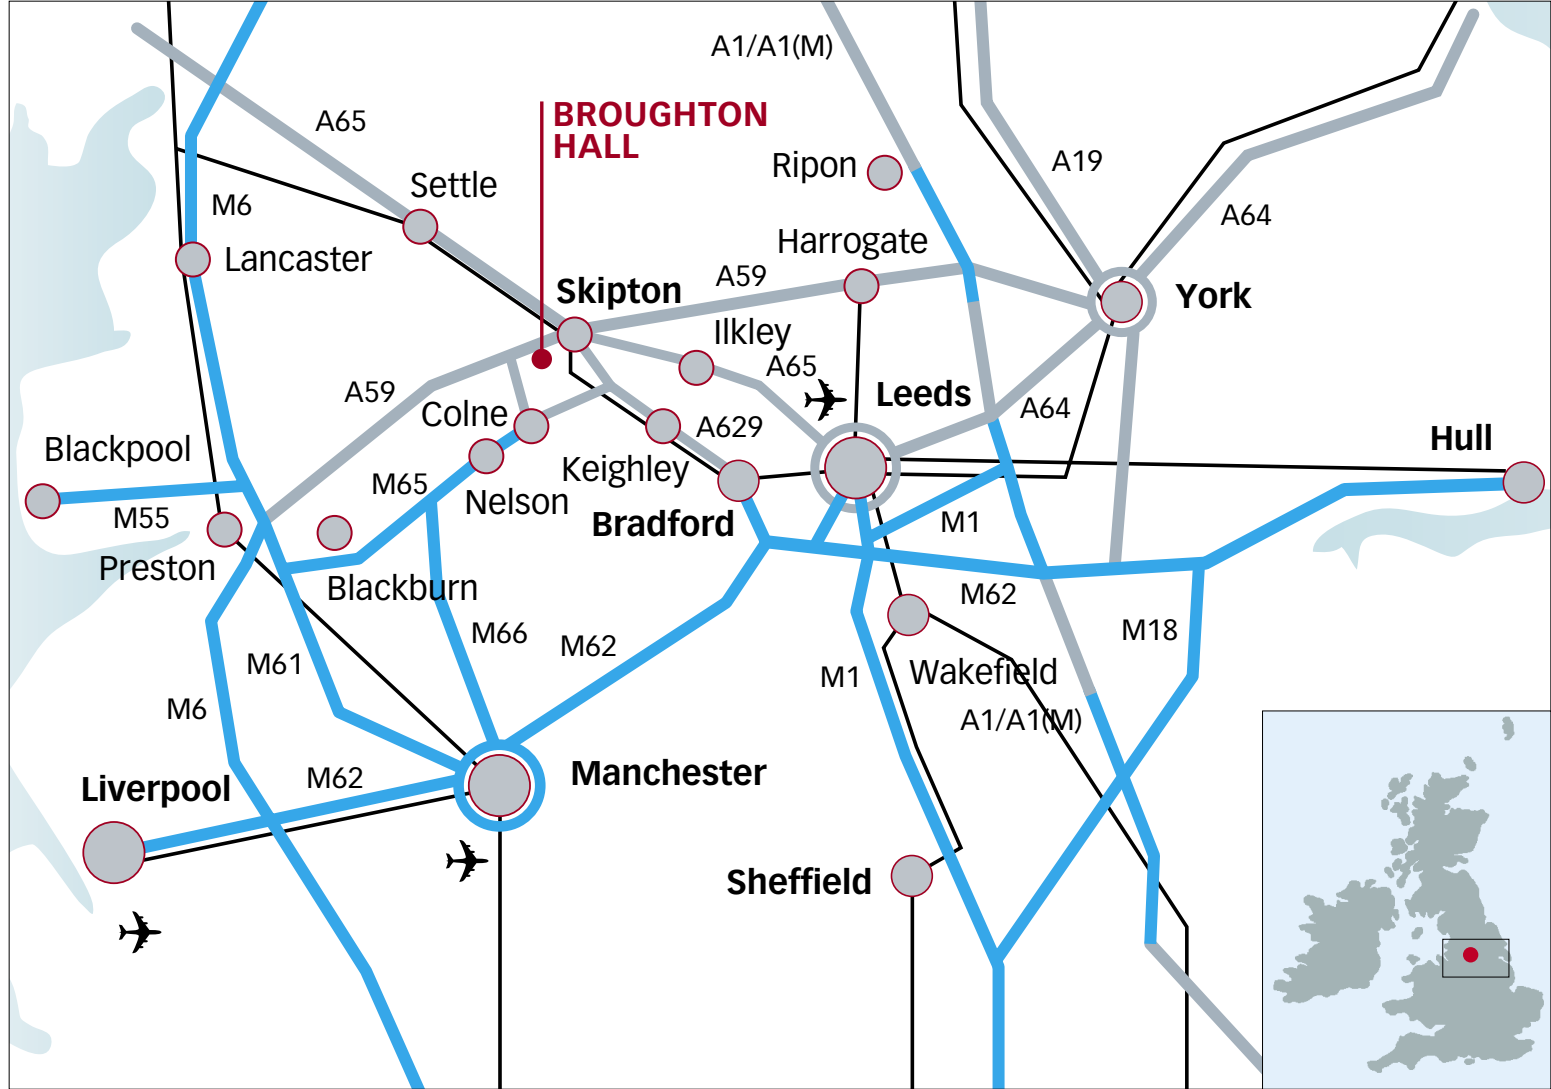 A1/A1(M)
A65
BROUGHTON
HALL
Ripon
A19
Settle
M6
A64
Harrogate
Lancaster
A59
Skipton
York
Ilkley
A65
A59
Leeds
Colne
A64
A629
Blackpool
Hull
Keighley
M65
Nelson
M55
Bradford
M1
Preston
Blackburn
M62
M66
M62
M18
M61
Wakefield
M1
M6
A1/A1(M)
M62
Manchester
Liverpool
Sheffield